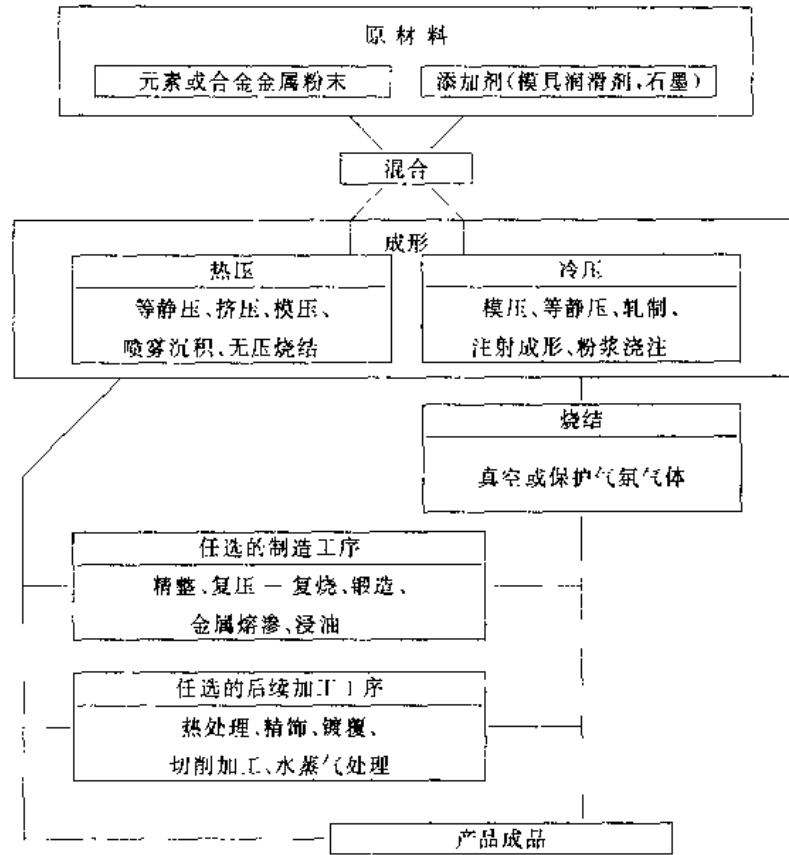 原材料
元素或合金金属粉末
添加剂(模具润滑剂,石墨)
混合
成形
热压
等静压、挤压、模压、
喷雾沉积、无压烧结
冷压
模压、等静压、轧制、
注射成形、粉浆浇注
烧结
真空或保护气氛气体
任选的制造工序
精整、复压—复烧、锻造、
金属熔渗、浸油
任选的后续加工工序
热处理、精饰、镀覆、
切削加工、水蒸气处理
产品成品